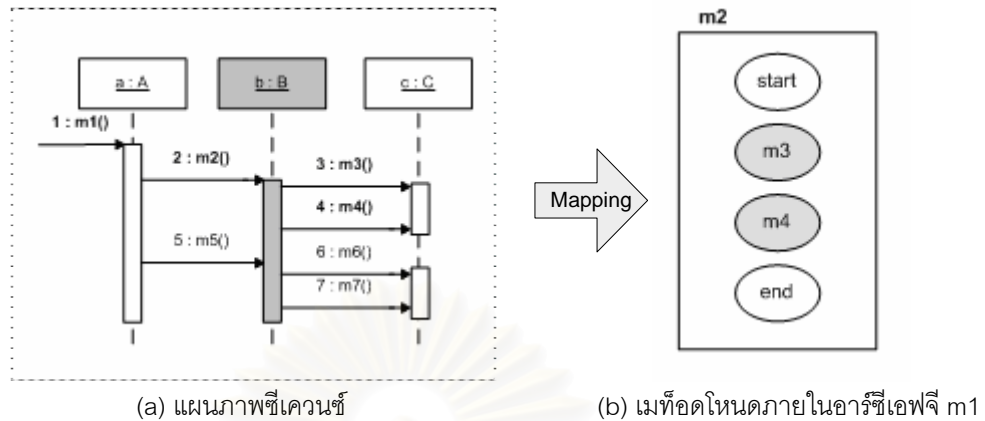 a : A
b : B
c : C
1 : m1()
2 : m2()
3 : m3()
4 : m4()
5 : m5()
6 : m6()
7 : m7()
Mapping
m2
start
m3
m4
end
(a) แผนภาพซีเควนซ์
(b) เมท็อดโหนดภายในอาร์ซีเอฟจี m1